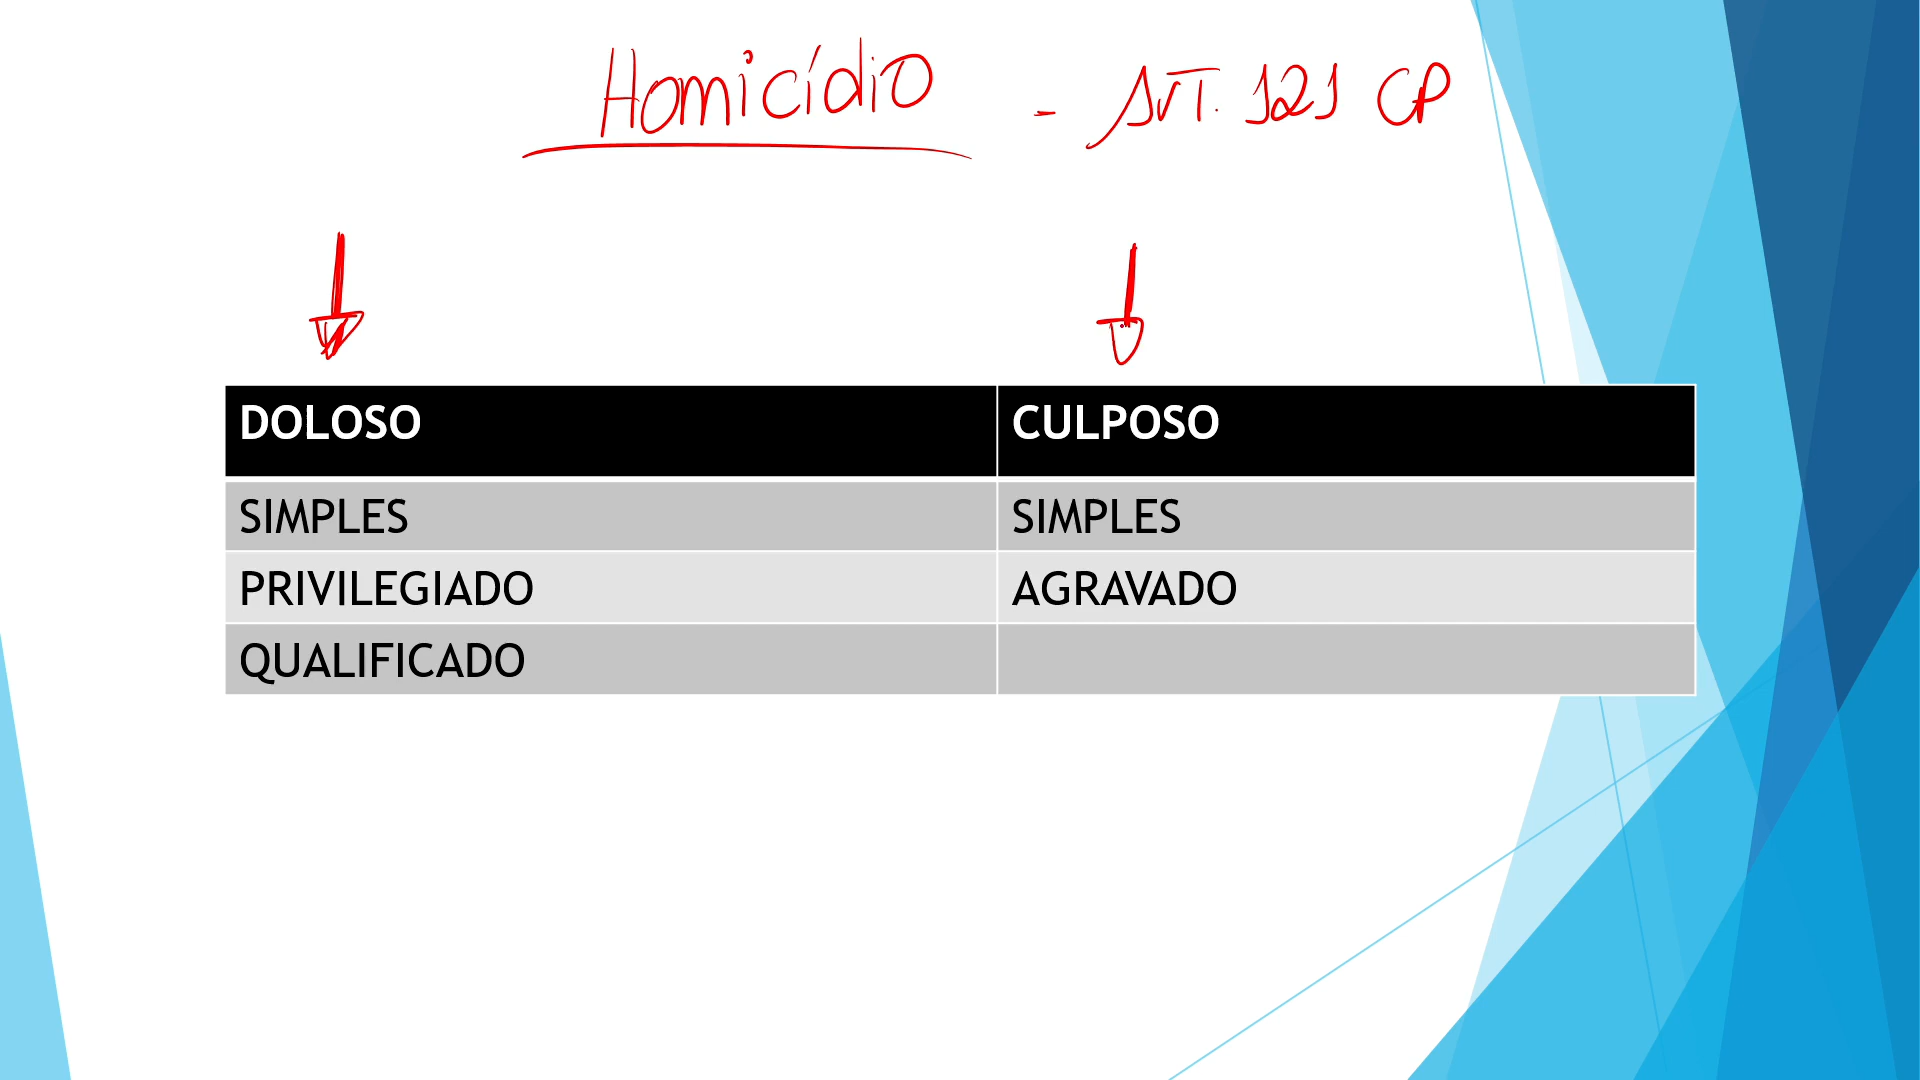 Homicídio - Art. 121 CP
DOLOSO CULPOSO
SIMPLES SIMPLES
PRIVILEGIADO AGRAVADO
QUALIFICADO